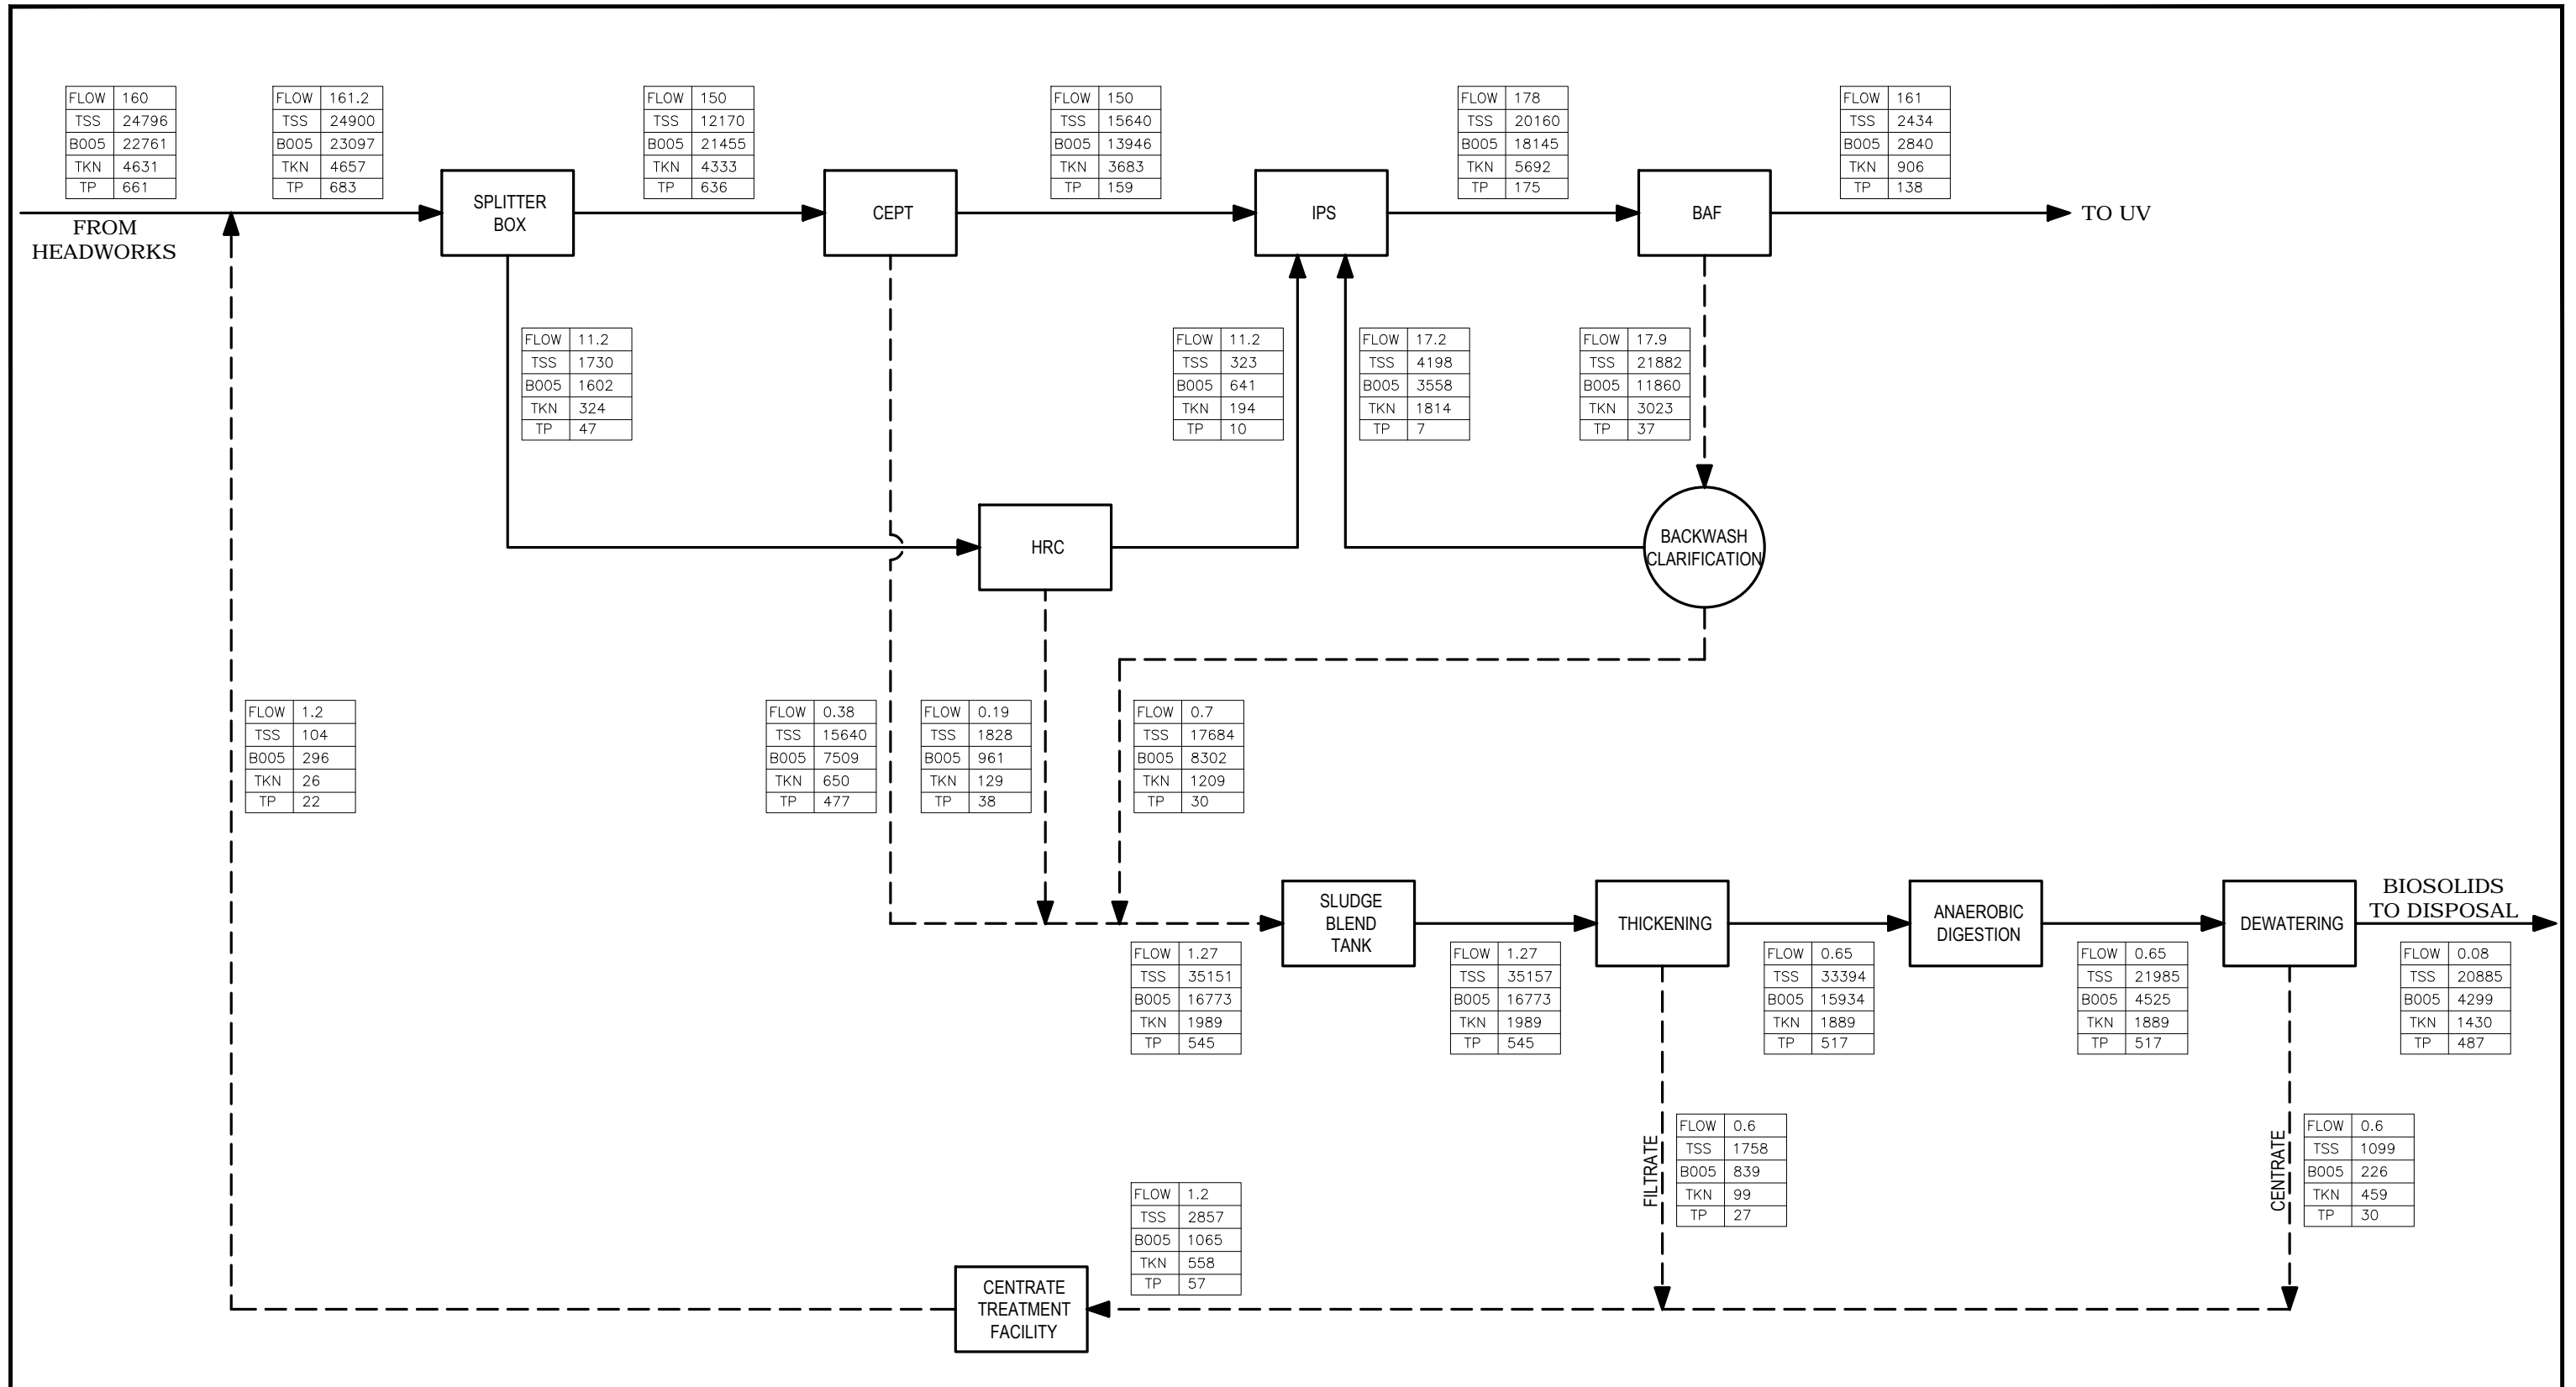 FLOW 160
TSS 24796
B005 22761
TKN 4631
TP 661
FLOW 161.2
TSS 24900
B005 23097
TKN 4657
TP 683
FLOW 150
TSS 12170
B005 21455
TKN 4333
TP 636
FLOW 150
TSS 15640
B005 13946
TKN 3683
TP 159
FLOW 178
TSS 20160
B005 18145
TKN 5692
TP 175
FLOW 161
TSS 2434
B005 2840
TKN 906
TP 138
FROM
HEADWORKS
SPLITTER
BOX
CEPT
IPS
BAF
TO UV
FLOW 11.2
TSS 1730
B005 1602
TKN 324
TP 47
FLOW 11.2
TSS 323
B005 641
TKN 194
TP 10
FLOW 17.2
TSS 4198
B005 3558
TKN 1814
TP 7
FLOW 17.9
TSS 21882
B005 11860
TKN 3023
TP 37
HRC
BACKWASH
CLARIFICATION
FLOW 1.2
TSS 104
B005 296
TKN 26
TP 22
FLOW 0.38
TSS 15640
B005 7509
TKN 650
TP 477
FLOW 0.19
TSS 1828
B005 961
TKN 129
TP 38
FLOW 0.7
TSS 17684
B005 8302
TKN 1209
TP 30
SLUDGE
BLEND
TANK
THICKENING
ANAEROBIC
DIGESTION
DEWATERING
BIOSOLIDS
TO DISPOSAL
FLOW 1.27
TSS 35151
B005 16773
TKN 1989
TP 545
FLOW 1.27
TSS 35157
B005 16773
TKN 1989
TP 545
FLOW 0.65
TSS 33394
B005 15934
TKN 1889
TP 517
FLOW 0.65
TSS 21985
B005 4525
TKN 1889
TP 517
FLOW 0.08
TSS 20885
B005 4299
TKN 1430
TP 487
FILTRATE
FLOW 0.6
TSS 1758
B005 839
TKN 99
TP 27
CENTRATE
FLOW 0.6
TSS 1099
B005 226
TKN 459
TP 30
FLOW 1.2
TSS 2857
B005 1065
TKN 558
TP 57
CENTRATE
TREATMENT
FACILITY